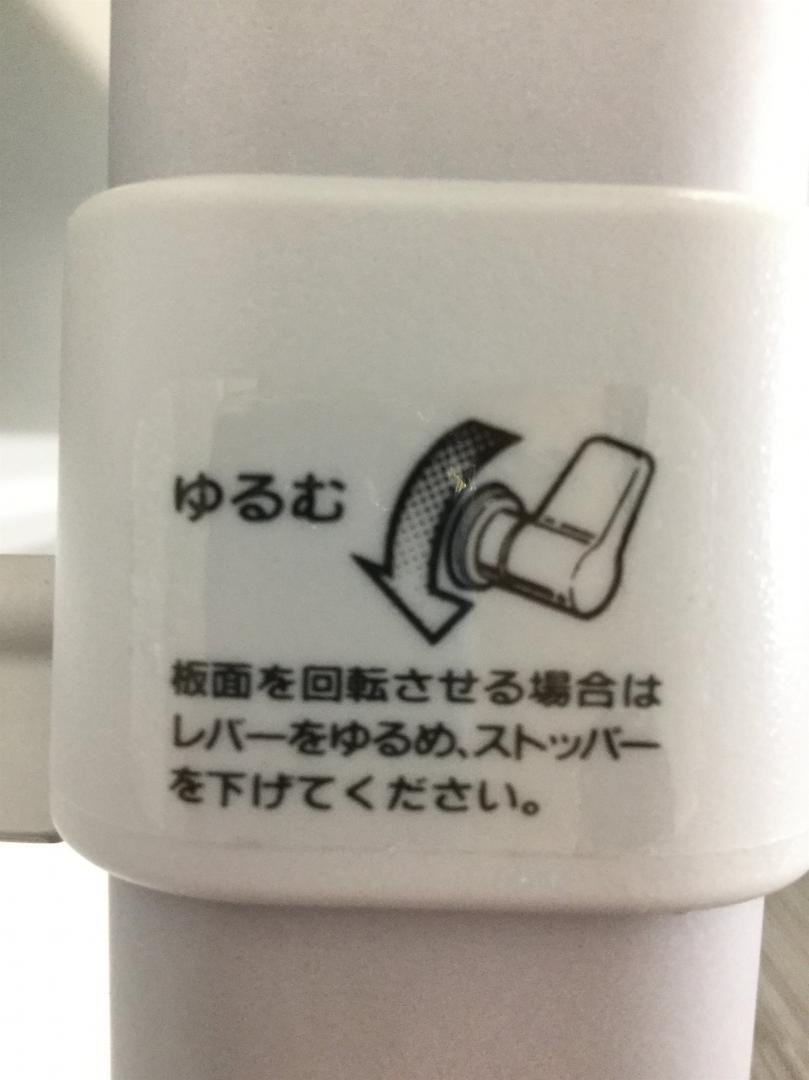 ゆるむ
板面を回転させる場合は
レバーをゆるめ、ストッパー
を下げてください。